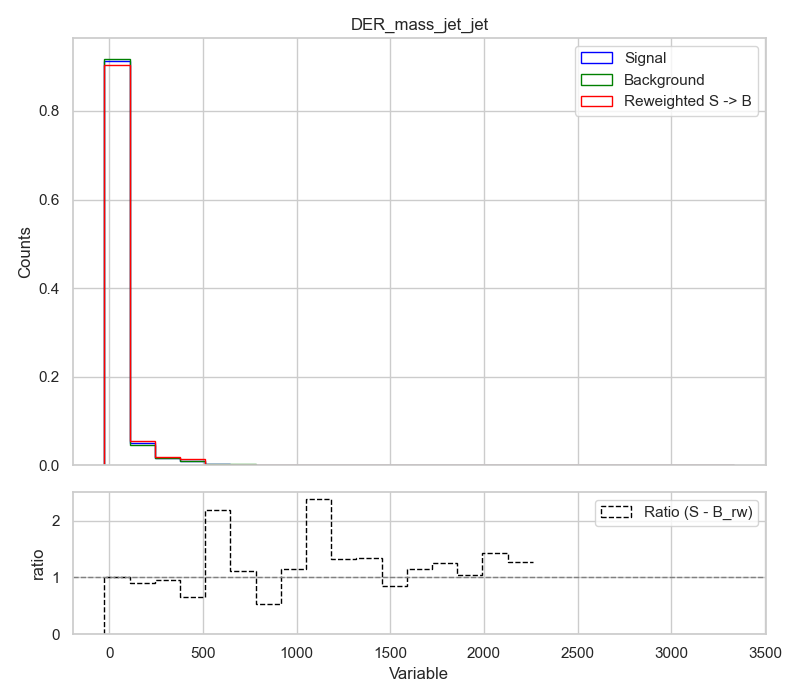 DER_mass_jet_jet
Signal
Background
Reweighted S -> B
Counts
0.8
0.6
0.4
0.2
0.0
Ratio (S - B_rw)
ratio
2
1
0
0 500 1000 1500 2000 2500 3000 3500
Variable